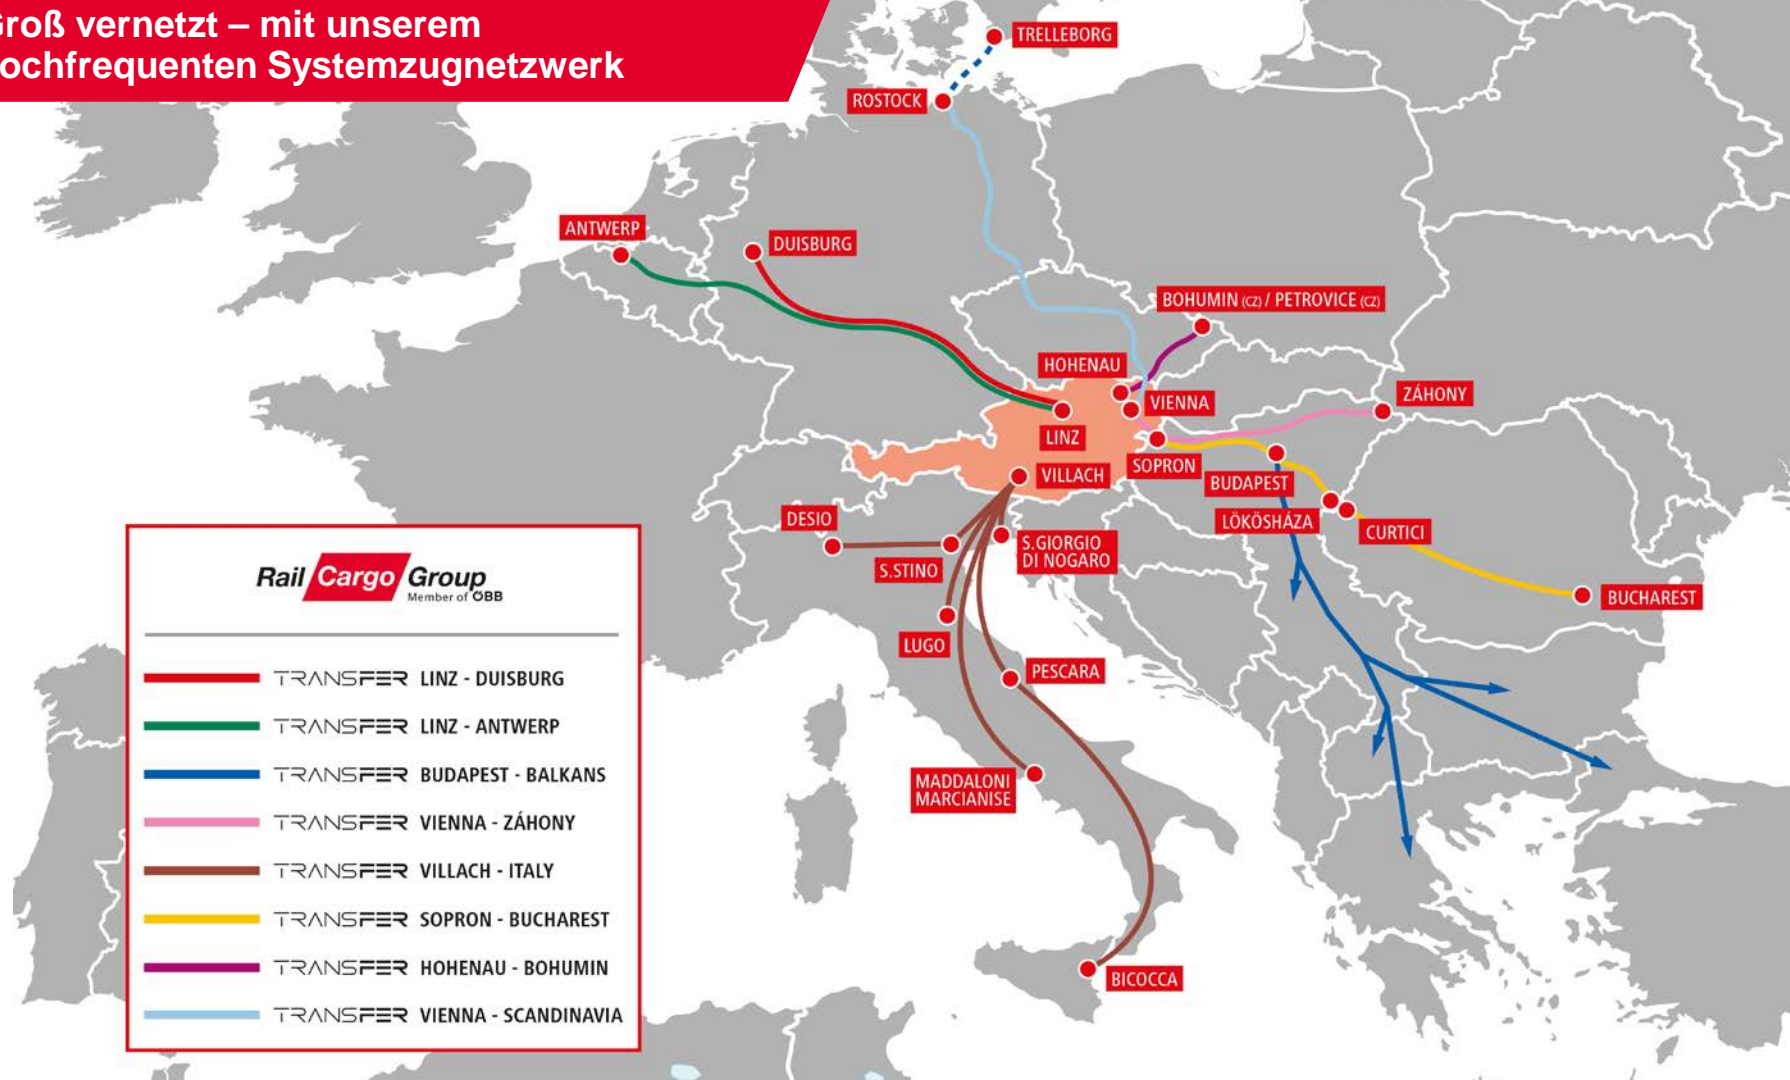 Groß vernetzt – mit unserem
ochfrequenten Systemzugnetzwerk
TRELLEBORG
ROSTOCK
ANTWERP
DUISBURG
BOHUMIN (CZ) / PETROVICE (CZ)
HOHENAU
VIENNA
ZÁHONY
LINZ
SOPRON
VILLACH
BUDAPEST
DESIO
LÖKÖSHÁZA
CURTICI
S.STINO
S.GIORGIO
DI NOGARO
BUCHAREST
LUGO
PESCARA
MADDALONI
MARCIANISE
BICOCCA
Rail Cargo Group
Member of ÖBB
TRANSFER LINZ - DUISBURG
TRANSFER LINZ - ANTWERP
TRANSFER BUDAPEST - BALKANS
TRANSFER VIENNA - ZÁHONY
TRANSFER VILLACH - ITALY
TRANSFER SOPRON - BUCHAREST
TRANSFER HOHENAU - BOHUMIN
TRANSFER VIENNA - SCANDINAVIA